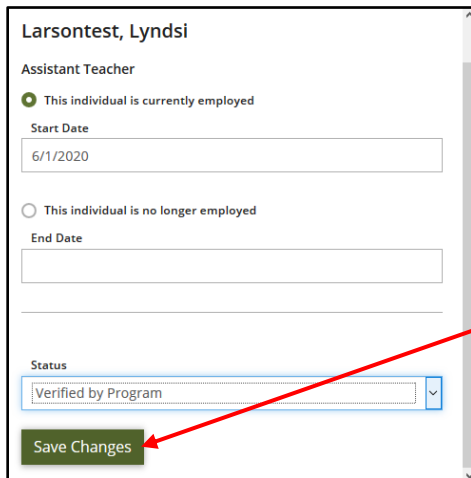 Larsontest, Lyndsi
Assistant Teacher
This individual is currently employed
Start Date
6/1/2020
This individual is no longer employed
End Date
Status
Verified by Program
Save Changes